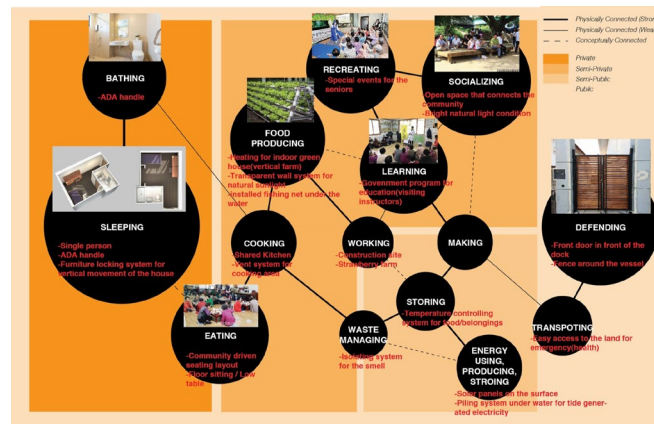 Physically Connected (Stron
Physically Connected (Weak
Conceptually Connected
Private
Semi-Private
Semi-Public
Public
BATHING
-ADA handle
RECREATING
-Special events for the
seniors
SOCIALIZING
-Open space that connects the
community
-Bright natural light condition
FOOD
PRODUCING
-Heating for indoor green
house(vertical farm)
-Transparent wall system for
natural sunlight
-Installed fishing net under the
water
LEARNING
-Govenment program for
education(visiting
instructors)
SLEEPING
-Single person
-ADA handle
-Furniture locking system for
vertical movement of the house
COOKING
-Shared Kitchen
-Vent system for
cooking area
WORKING
-Construction site
-Strawberry farm
MAKING
DEFENDING
-Front door in front of the
dock
-Fence around the vessel
STORING
-Temperature controlling
system for food/belongings
EATING
-Community driven
seating layout
-Floor sitting / Low
table
WASTE
MANAGING
-Isolating system
for the smell
TRANSPOTING
-Easy access to the land for
emergency(health)
ENERGY
USING,
PRODUCING,
STROING
-Solar panels on the surface
-Piling system under water for tide gener-
ated electricity